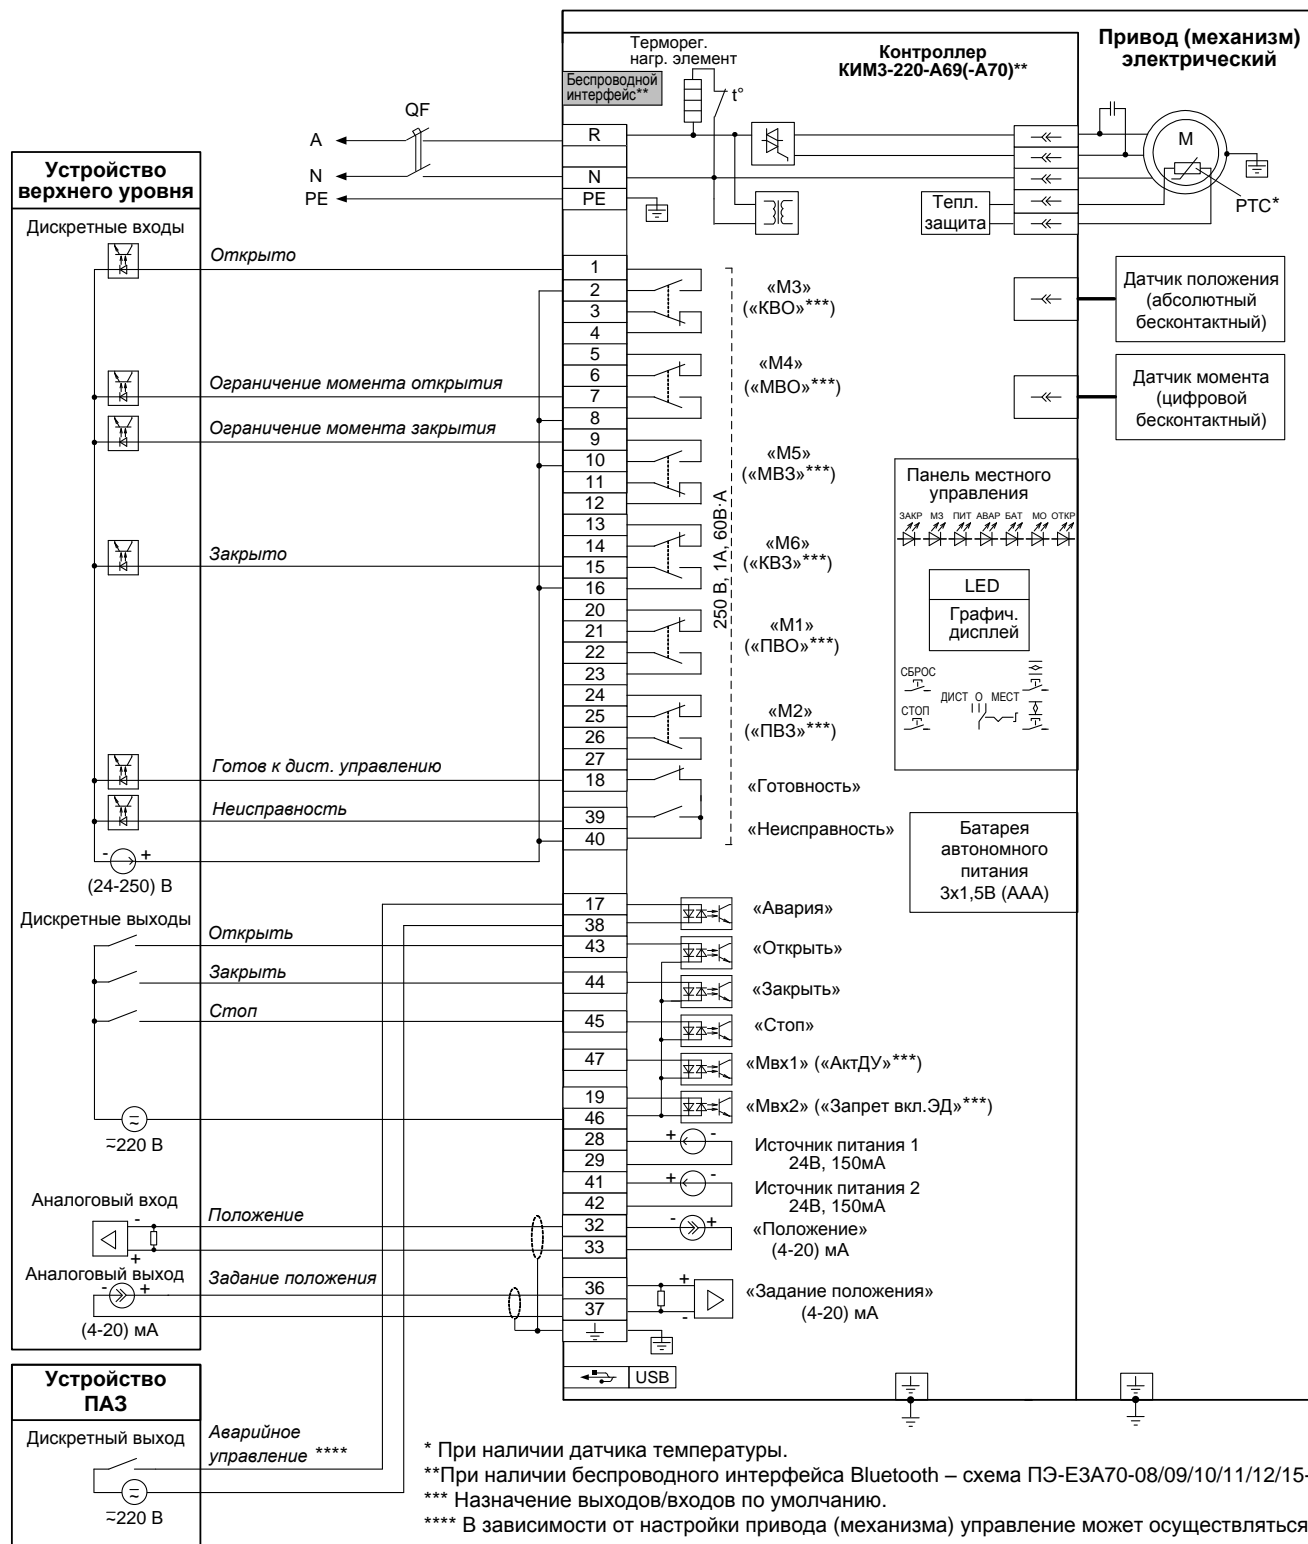 Терморег.
нагр. элемент
Контроллер
КИМ3-220-А69(-А70)**
Привод (механизм)
электрический
Беспроводной
интерфейс**
t°
QF
A
R
N
N
PE
PE
M
PTC*
Тепл.
защита
Устройство
верхнего уровня
Дискретные входы
Открыто
1
2
3
4
«М3»
(«КВО»***)
Датчик положения
(абсолютный
бесконтактный)
5
6
7
8
Ограничение момента открытия
«М4»
(«МВО»***)
Датчик момента
(цифровой
бесконтактный)
Ограничение момента закрытия
9
10
11
12
«М5»
(«МВЗ»***)
250 В, 1А, 60В·А
Панель местного
управления
ЗАКР МЗ ПИТ АВАР БАТ МО ОТКР
13
14
15
16
Закрыто
«М6»
(«КВЗ»***)
LED
Графич.
дисплей
20
21
22
23
«М1»
(«ПВО»***)
СБРОС
ДИСТ О МЕСТ
СТОП
24
25
26
27
«М2»
(«ПВЗ»***)
Готов к дист. управлению
18
«Готовность»
Неисправность
39
40
«Неисправность»
Батарея
автономного
питания
3х1,5В (ААА)
- +
(24-250) В
Дискретные выходы
17
38
«Авария»
Открыть
43
«Открыть»
Закрыть
44
«Закрыть»
Стоп
45
«Стоп»
47
«Мвх1» («АктДУ»***)
19
46
«Мвх2» («Запрет вкл.ЭД»***)
≂220 В
28
29
+ -
Источник питания 1
24В, 150мА
41
42
+ -
Источник питания 2
24В, 150мА
Аналоговый вход
-
+
Положение
32
33
- +
«Положение»
(4-20) мА
Аналоговый выход
- +
(4-20) мА
Задание положения
36
37
+
-
«Задание положения»
(4-20) мА
USB
Устройство
ПАЗ
Дискретный выход
Аварийное
управление ****
≂220 В
* При наличии датчика температуры.
**При наличии беспроводного интерфейса Bluetooth – схема ПЭ-Е3А70-08/09/10/11/12/15-
*** Назначение выходов/входов по умолчанию.
**** В зависимости от настройки привода (механизма) управление может осуществляться